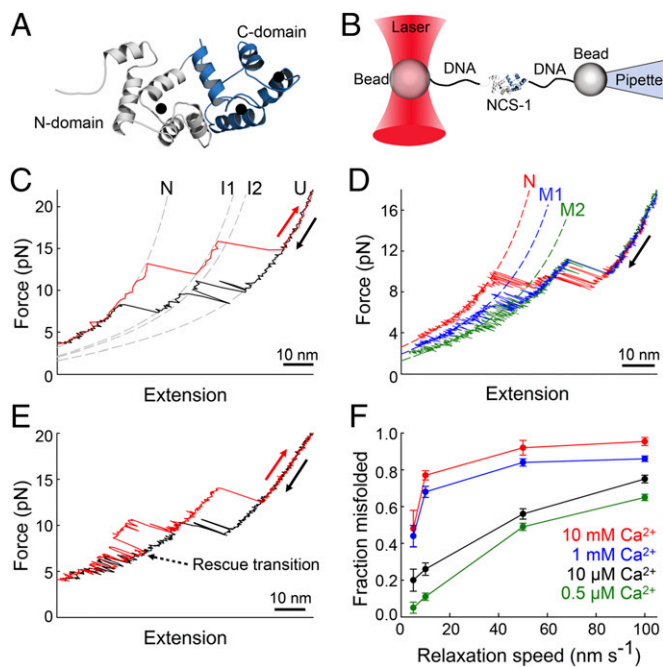 A
C-domain
N-domain
B
Laser
Bead
DNA
NCS-1
DNA
Bead
Pipette
C
N
I1
I2
U
20
15
10
5
0
Force (pN)
10 nm
Extension
D
N
M1
M2
16
12
8
4
0
Force (pN)
10 nm
Extension
E
20
15
10
5
0
Force (pN)
Rescue transition
10 nm
Extension
F
1.0
0.8
0.6
0.4
0.2
0.0
Fraction misfolded
10 mM Ca²⁺
1 mM Ca²⁺
10 µM Ca²⁺
0.5 µM Ca²⁺
0 20 40 60 80 100
Relaxation speed (nm s⁻¹)